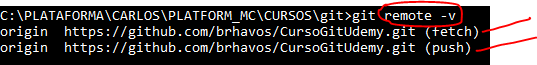 C:\PLATAFORMA\CARLOS\PLATFORM_MC\CURSOS\git>git remote -v
origin  https://github.com/brhavos/CursoGitUdemy.git (fetch)
origin  https://github.com/brhavos/CursoGitUdemy.git (push)